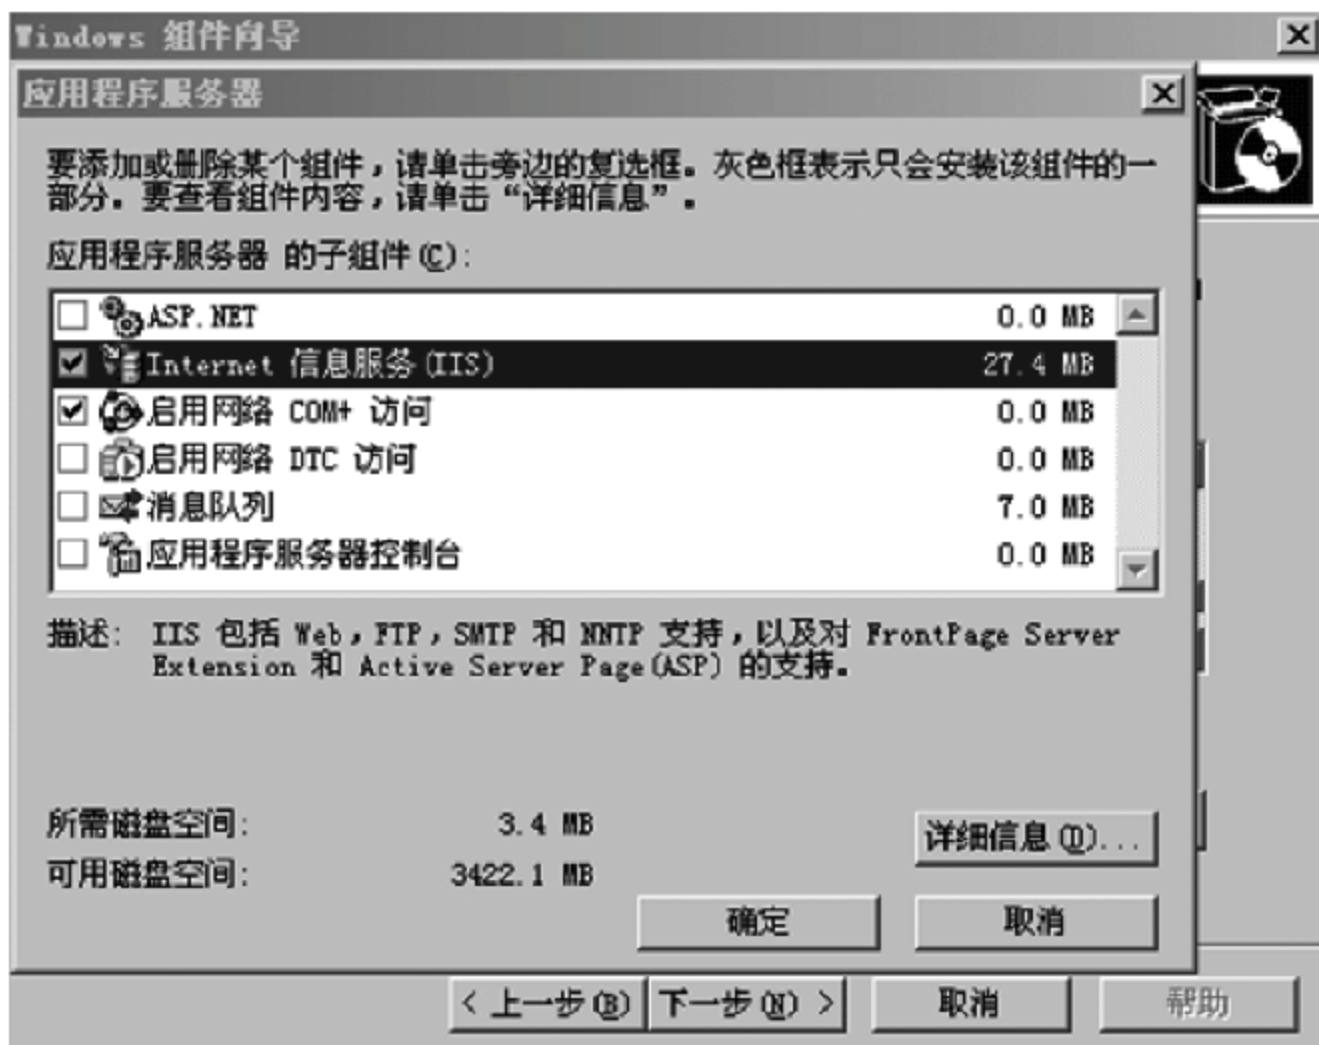 Windows 组件向导
应用程序服务器
要添加或删除某个组件，请单击旁边的复选框。灰色框表示只会安装该组件的一
部分。要查看组件内容，请单击“详细信息”。
应用程序服务器 的子组件(C):
ASP.NET 0.0 MB
Internet 信息服务(IIS) 27.4 MB
启用网络 COM+ 访问 0.0 MB
启用网络 DTC 访问 0.0 MB
消息队列 7.0 MB
应用程序服务器控制台 0.0 MB
描述: IIS 包括 Web，FTP，SMTP 和 NNTP 支持，以及对 FrontPage Server
Extension 和 Active Server Page(ASP) 的支持。
所需磁盘空间: 3.4 MB
详细信息(D)...
可用磁盘空间: 3422.1 MB
确定 取消
< 上一步(B) 下一步(N) > 取消 帮助